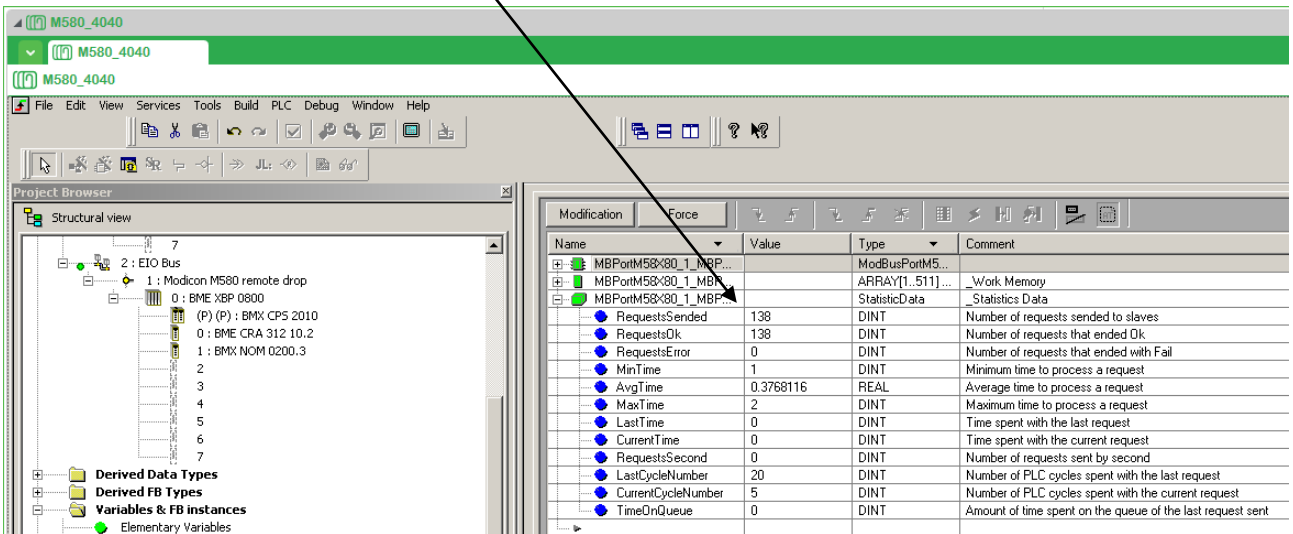 M580_4040
M580_4040
M580_4040
File Edit View Services Tools Build PLC Debug Window Help
Project Browser
Structural view
7
2 : EIO Bus
1 : Modicon M580 remote drop
0 : BME XBP 0800
(P) (P) : BMX CPS 2010
0 : BME CRA 312 10.2
1 : BMX NOM 0200.3
2
3
4
5
6
7
Derived Data Types
Derived FB Types
Variables & FB instances
Elementary Variables
Modification Force
Name Value Type Comment
MBPortM58X80_1_MBP... ModBusPortM5...
MBPortM58X80_1_MBP... ARRAY[1..511]... _Work Memory
MBPortM58X80_1_MBP... StatisticData _Statistics Data
RequestsSended 138 DINT Number of requests sended to slaves
RequestsOk 138 DINT Number of requests that ended Ok
RequestsError 0 DINT Number of requests that ended with Fail
MinTime 1 DINT Minimum time to process a request
AvgTime 0.3768116 REAL Average time to process a request
MaxTime 2 DINT Maximum time to process a request
LastTime 0 DINT Time spent with the last request
CurrentTime 0 DINT Time spent with the current request
RequestsSecond 0 DINT Number of requests sent by second
LastCycleNumber 20 DINT Number of PLC cycles spent with the last request
CurrentCycleNumber 5 DINT Number of PLC cycles spent with the current request
TimeOnQueue 0 DINT Amount of time spent on the queue of the last request sent